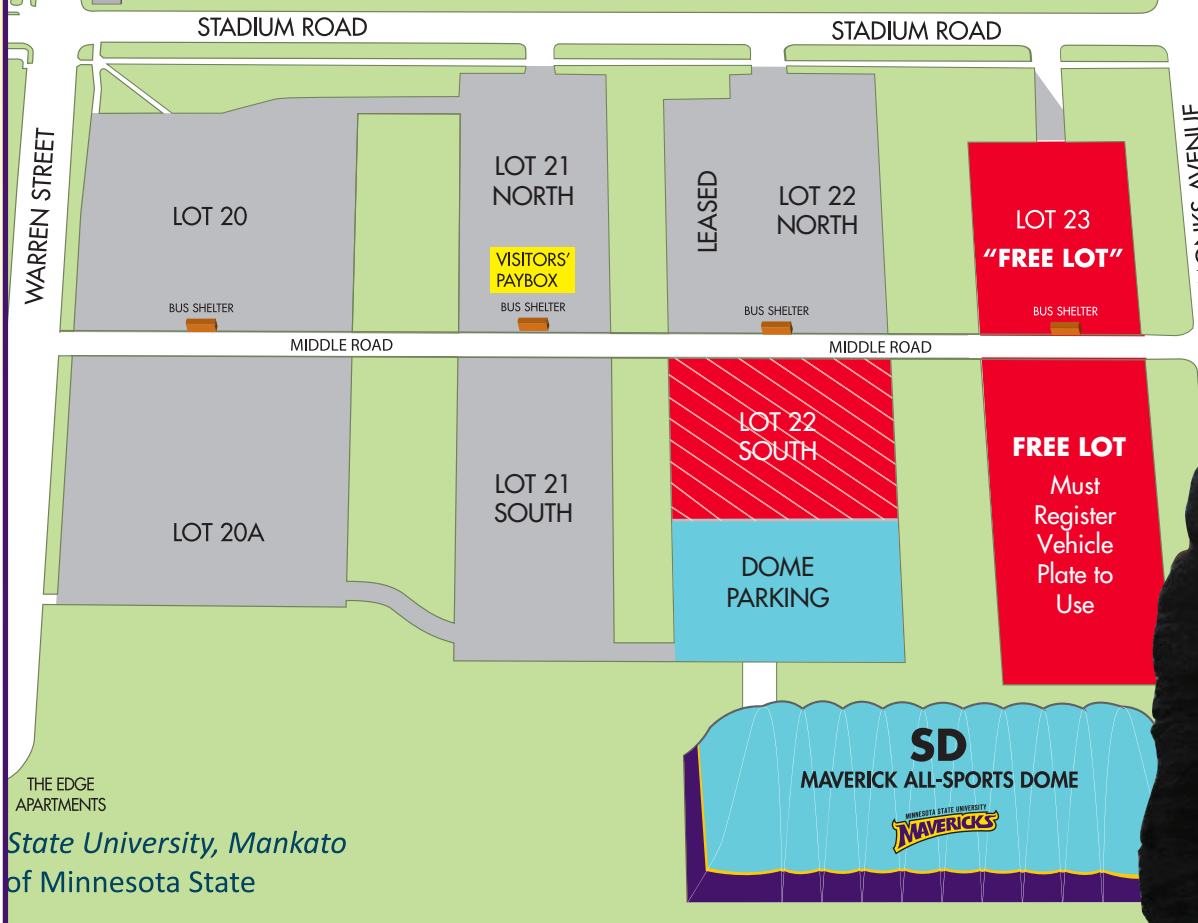 STADIUM ROAD
STADIUM ROAD
WARREN STREET
AVENUE
LOT 20
LOT 21
NORTH
VISITORS'
PAYBOX
LEASED
LOT 22
NORTH
LOT 23
“FREE LOT”
BUS SHELTER
BUS SHELTER
BUS SHELTER
BUS SHELTER
MIDDLE ROAD
MIDDLE ROAD
LOT 20A
LOT 21
SOUTH
LOT 22
SOUTH
DOME
PARKING
FREE LOT
Must
Register
Vehicle
Plate to
Use
SD
MAVERICK ALL-SPORTS DOME
MINNESOTA STATE UNIVERSITY
MAVERICKS
THE EDGE
APARTMENTS
State University, Mankato
of Minnesota State